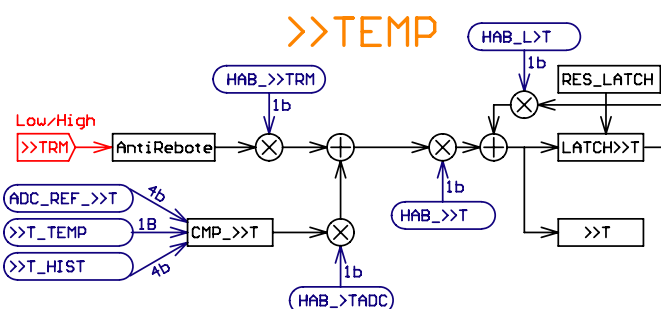 >>TEMP
HAB_L>T
HAB_>>TRM
1b
RES_LATCH
1b
Low/High
>>TRM
AntiRebote
LATCH>>T
ADC_REF_>>T
4b
1b
HAB_>>T
>>T_TEMP
1B
CMP_>>T
>>T
>>T_HIST
4b
1b
HAB_>TADC